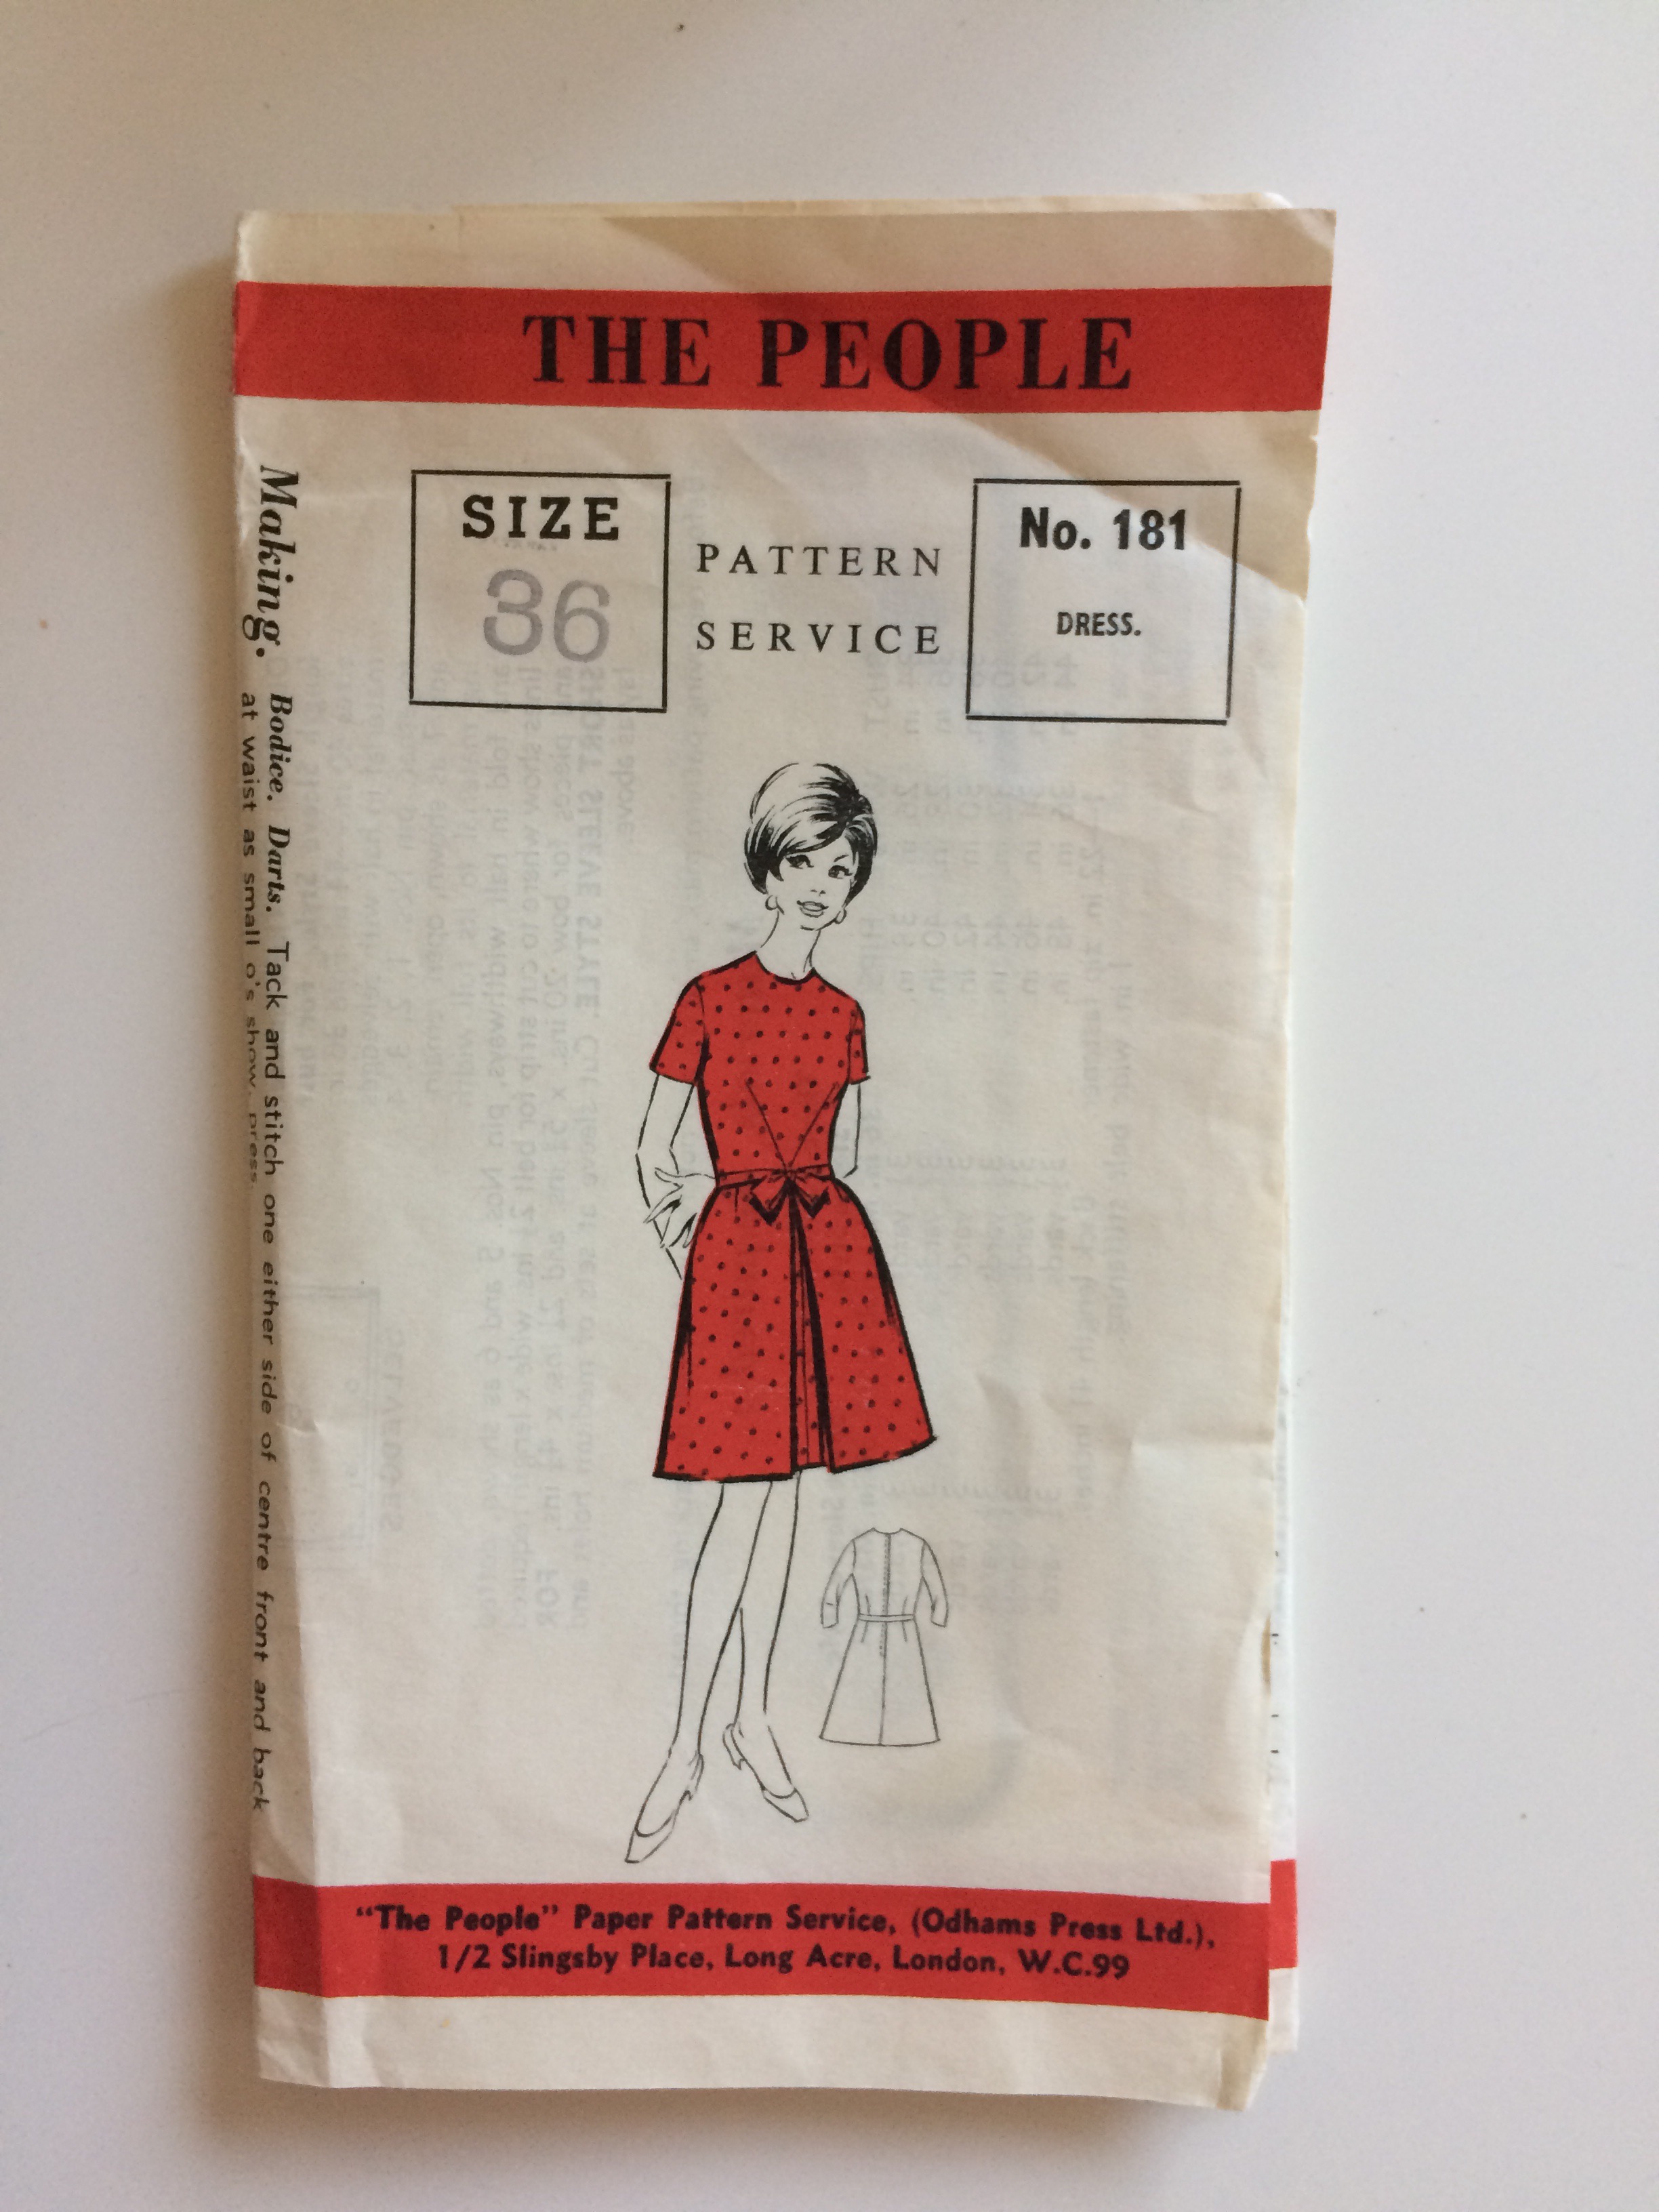 THE PEOPLE
SIZE
36
PATTERN
SERVICE
No. 181
DRESS.
Making. Bodice. Darts. Tack and stitch one either side of centre front and back
at waist as small o's show, press.
"The People" Paper Pattern Service, (Odhams Press Ltd.),
1/2 Slingsby Place, Long Acre, London, W.C.99